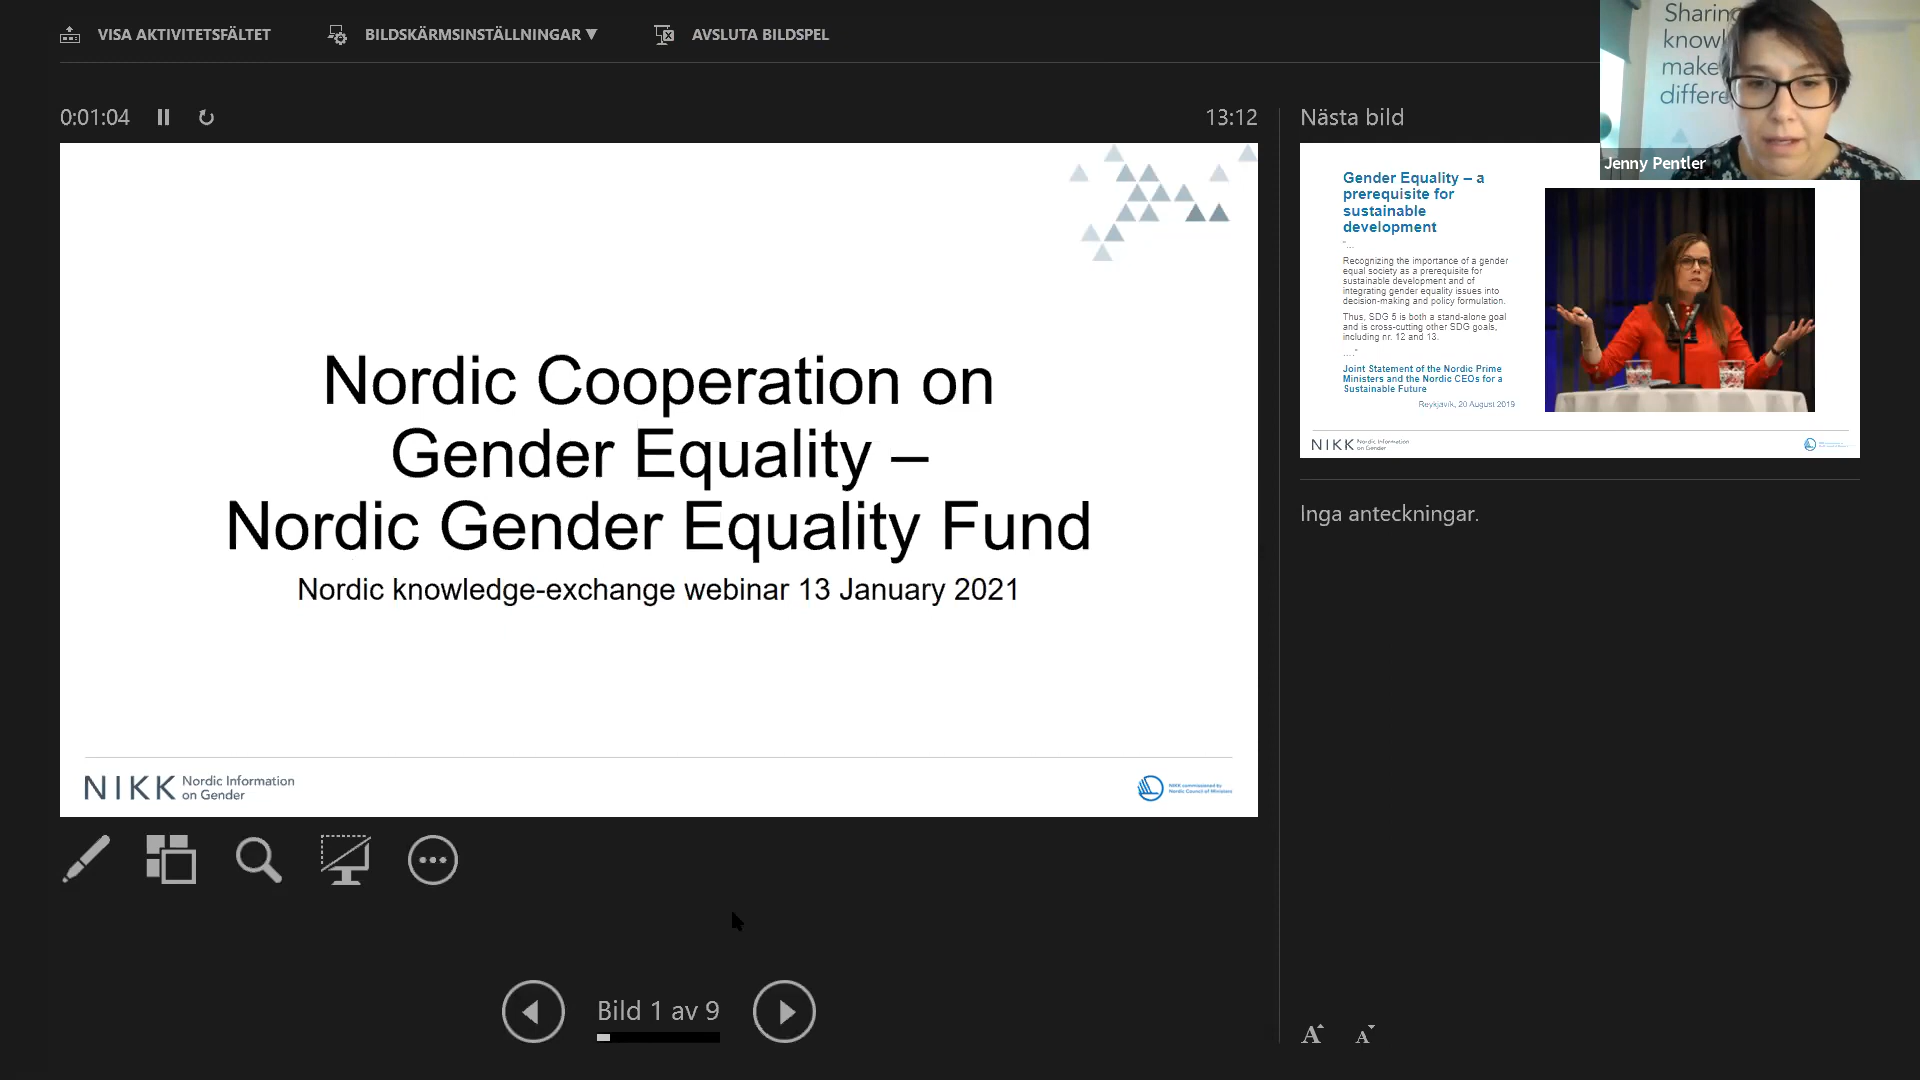 VISA AKTIVITETSFÄLTET
BILDSKÄRMSINSTÄLLNINGAR ▼
AVSLUTA BILDSPEL
0:01:04
13:12
Nordic Cooperation on
Gender Equality –
Nordic Gender Equality Fund
Nordic knowledge-exchange webinar 13 January 2021
NIKK Nordic Information
on Gender
NIKK commissioned by
Nordic Council of Ministers
Bild 1 av 9
Nästa bild
Sharing
knowl
make
differe
Jenny Pentler
Gender Equality – a
prerequisite for
sustainable
development
"...
Recognizing the importance of a gender
equal society as a prerequisite for
sustainable development and of
integrating gender equality issues into
decision-making and policy formulation.
Thus, SDG 5 is both a stand-alone goal
and is cross-cutting other SDG goals,
including nr. 12 and 13.
...."
Joint Statement of the Nordic Prime
Ministers and the Nordic CEOs for a
Sustainable Future
Reykjavík, 20 August 2019
NIKK Nordic Information
on Gender
Inga anteckningar.
A A